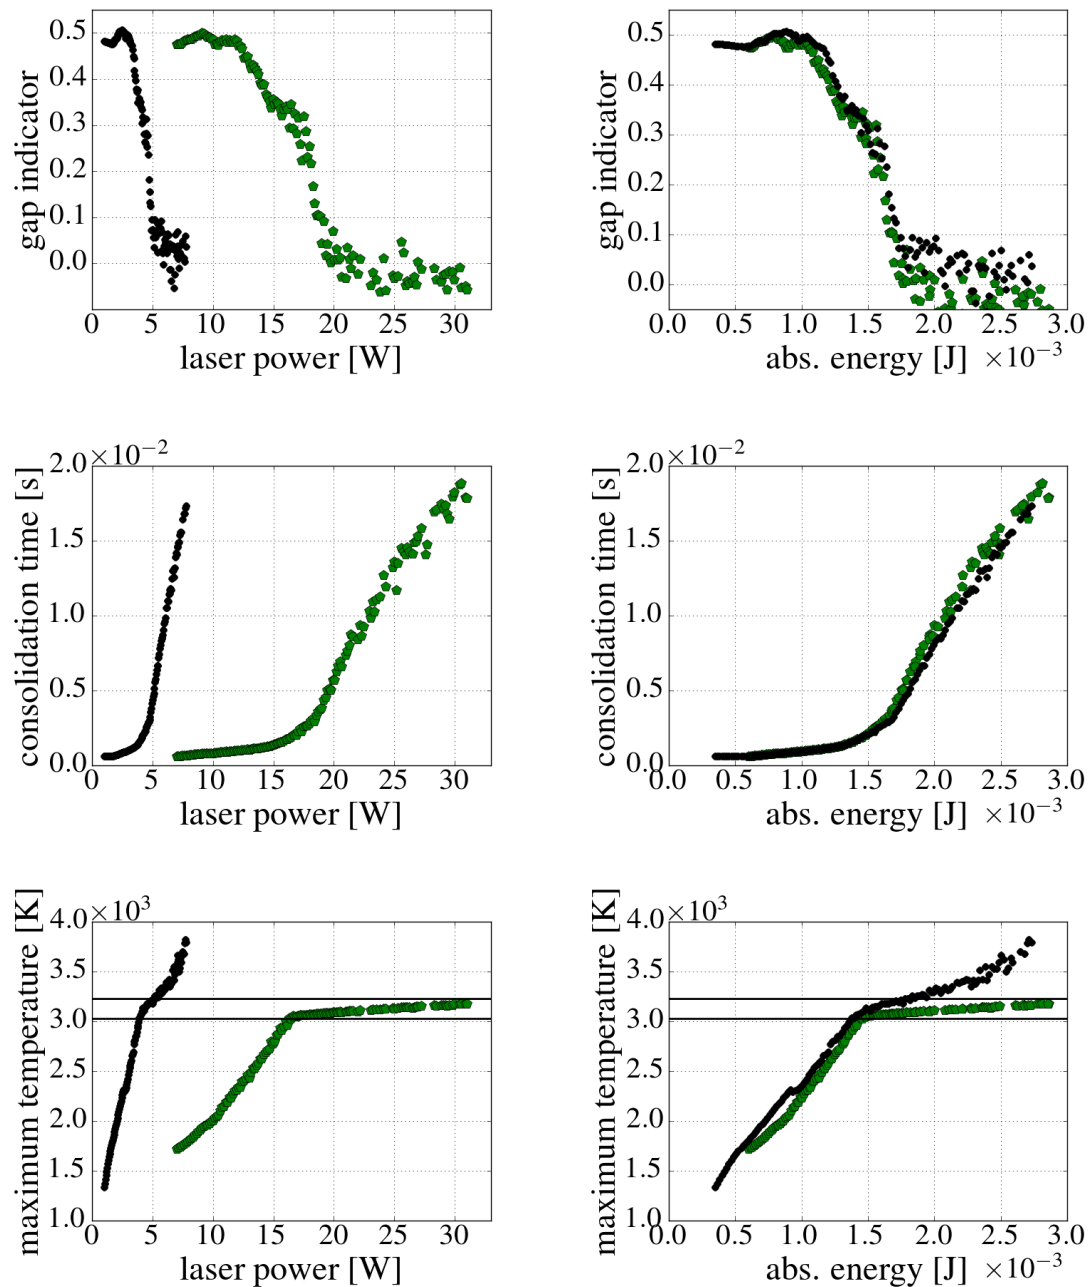 gap indicator
0.5
0.4
0.3
0.2
0.1
0.0
0 5 10 15 20 25 30
laser power [W]
gap indicator
0.5
0.4
0.3
0.2
0.1
0.0
0.0 0.5 1.0 1.5 2.0 2.5 3.0
abs. energy [J] ×10−3
consolidation time [s]
2.0 ×10−2
1.5
1.0
0.5
0.0
0 5 10 15 20 25 30
laser power [W]
consolidation time [s]
2.0 ×10−2
1.5
1.0
0.5
0.0
0.0 0.5 1.0 1.5 2.0 2.5 3.0
abs. energy [J] ×10−3
maximum temperature [K]
4.0 ×103
3.5
3.0
2.5
2.0
1.5
1.0
0 5 10 15 20 25 30
laser power [W]
maximum temperature [K]
4.0 ×103
3.5
3.0
2.5
2.0
1.5
1.0
0.0 0.5 1.0 1.5 2.0 2.5 3.0
abs. energy [J] ×10−3